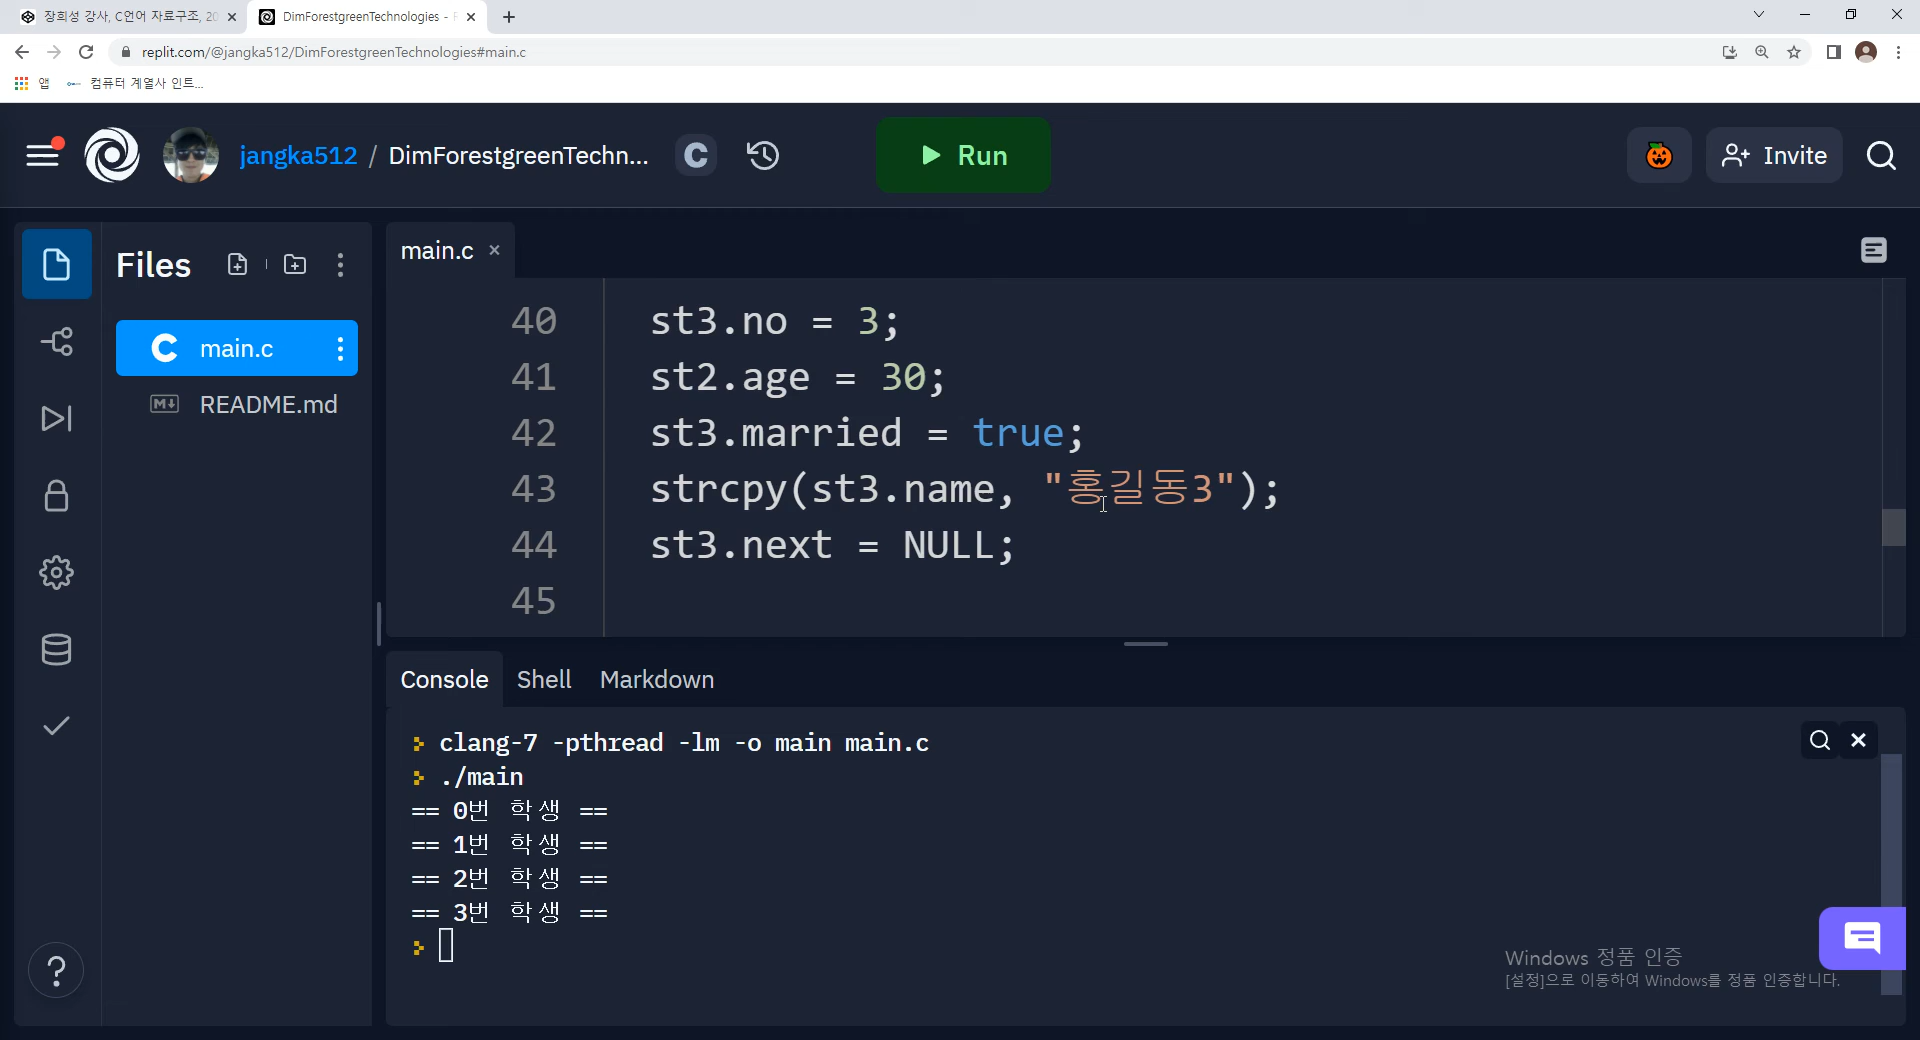 장희성 강사, C언어 자료구조, 20
DimForestgreenTechnologies -
replit.com/@jangka512/DimForestgreenTechnologies#main.c
앱
컴퓨터 계열사 인트...
jangka512 / DimForestgreenTechn...
C
Run
Invite
Files
main.c
README.md
main.c
40 st3.no = 3;
41 st2.age = 30;
42 st3.married = true;
43 strcpy(st3.name, "홍길동3");
44 st3.next = NULL;
45
Console Shell Markdown
clang-7 -pthread -lm -o main main.c
./main
== 0번 학생 ==
== 1번 학생 ==
== 2번 학생 ==
== 3번 학생 ==
Windows 정품 인증
[설정]으로 이동하여 Windows를 정품 인증합니다.